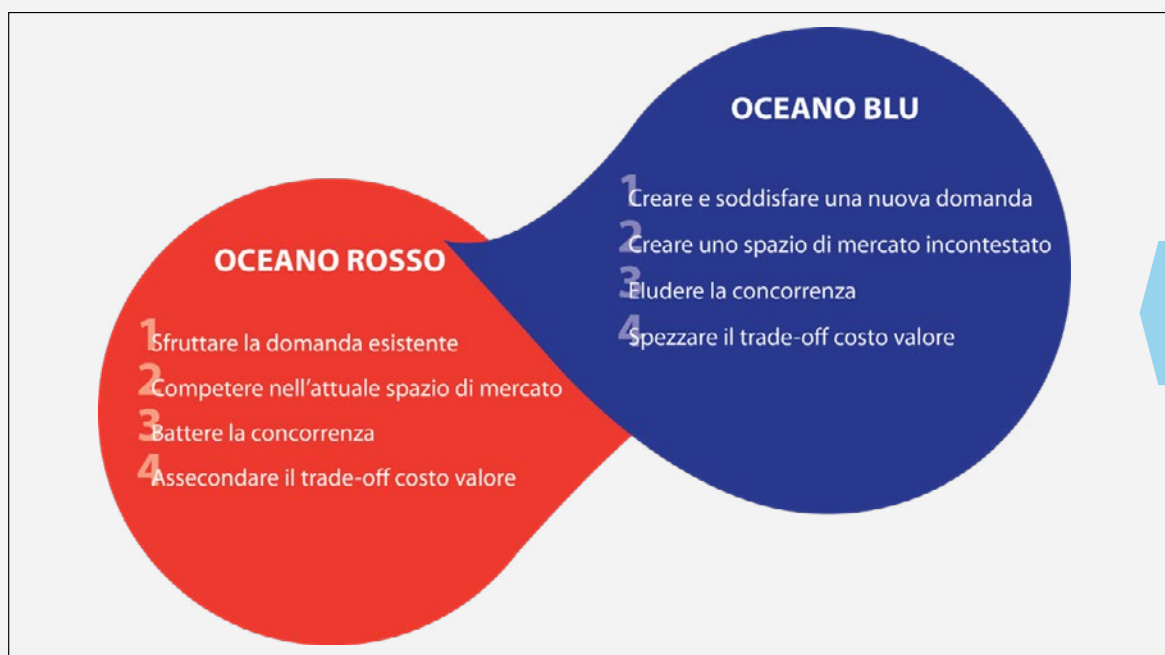 OCEANO ROSSO
1 Sfruttare la domanda esistente
2 Competere nell'attuale spazio di mercato
3 Battere la concorrenza
4 Assecondare il trade-off costo valore
OCEANO BLU
1 Creare e soddisfare una nuova domanda
2 Creare uno spazio di mercato incontestato
3 Eludere la concorrenza
4 Spezzare il trade-off costo valore